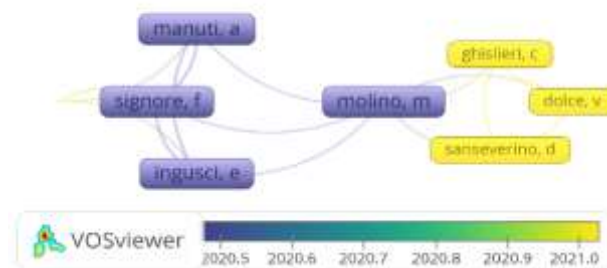 manuti, a
ghislieri, c
signore, f
molino, m
dolce, v
sanseverino, d
ingusci, e
VOSviewer
2020.5 2020.6 2020.7 2020.8 2020.9 2021.0